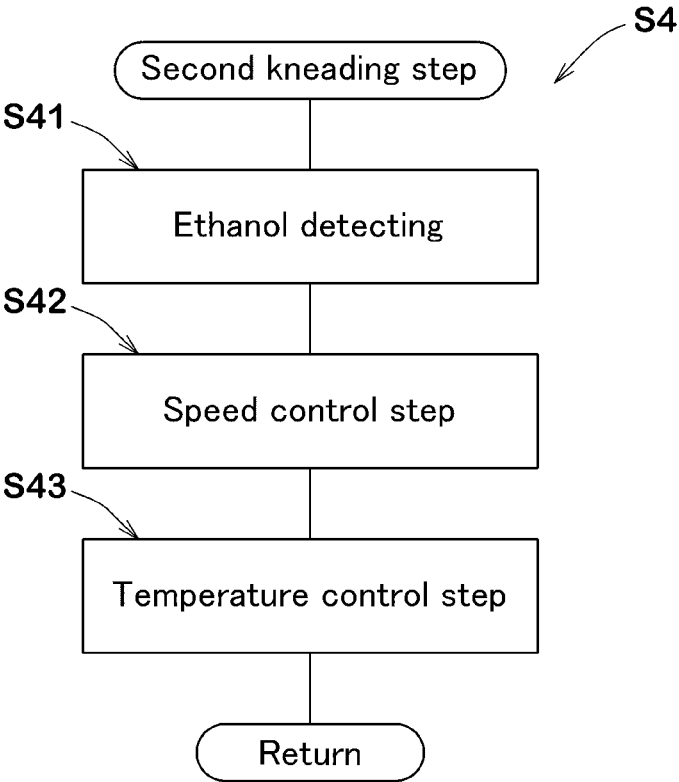 S4
Second kneading step
S41
Ethanol detecting
S42
Speed control step
S43
Temperature control step
Return